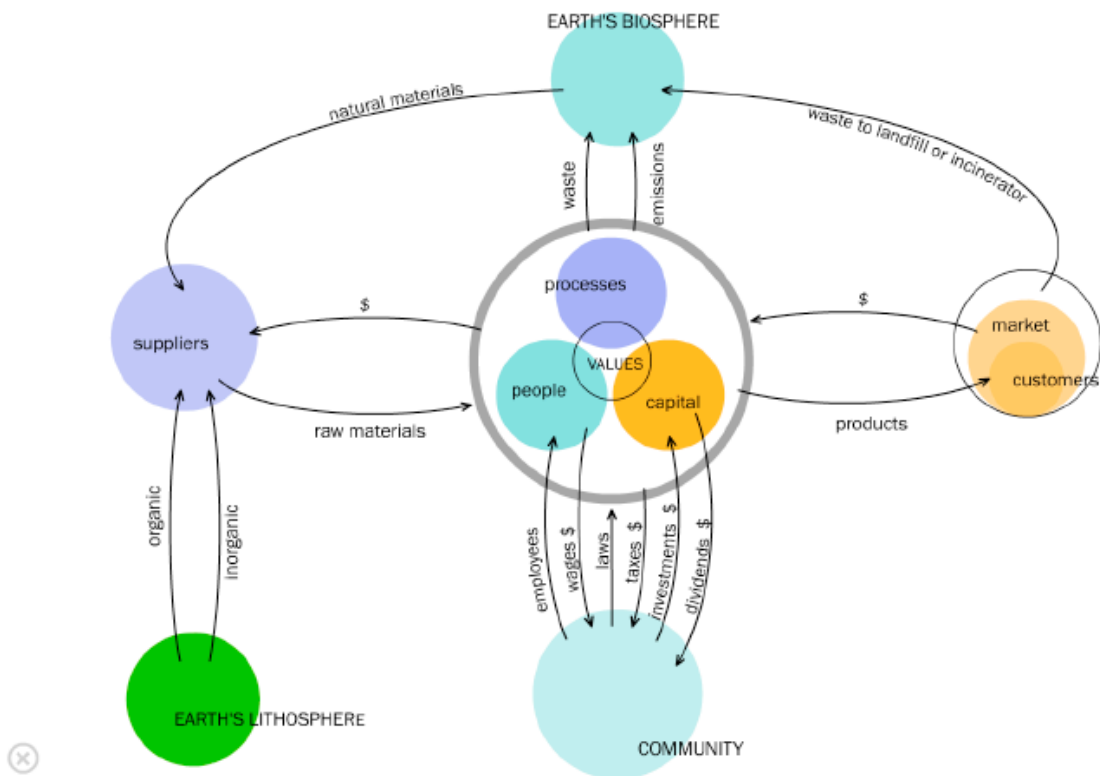 EARTH'S BIOSPHERE
natural materials
waste to landfill or incinerator
waste
emissions
processes
$
$
market
suppliers
VALUES
customers
people
capital
raw materials
products
organic
inorganic
employees
wages $
laws
taxes $
investments $
dividends $
EARTH'S LITHOSPHERE
COMMUNITY